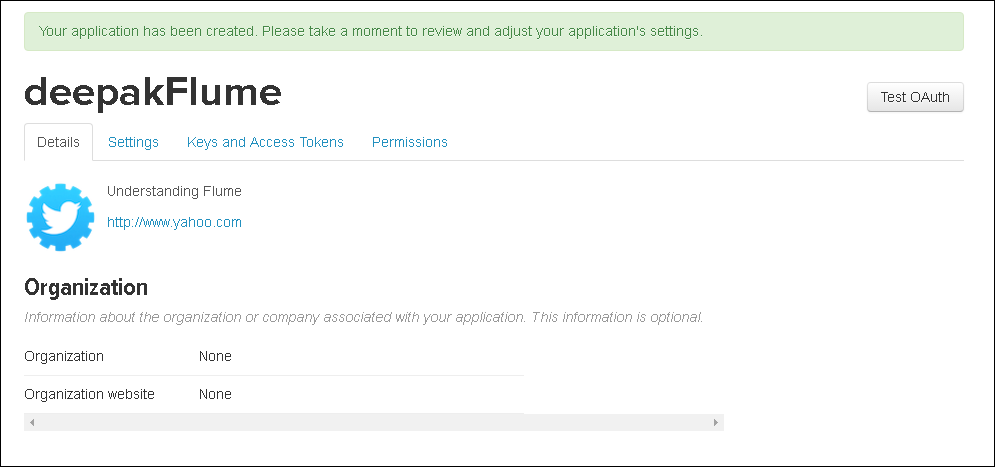 Your application has been created. Please take a moment to review and adjust your application's settings.
deepakFlume
Test OAuth
Details Settings Keys and Access Tokens Permissions
Understanding Flume
http://www.yahoo.com
Organization
Information about the organization or company associated with your application. This information is optional.
Organization None
Organization website None